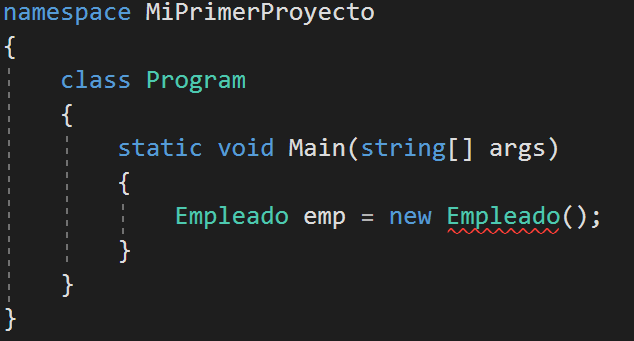 namespace MiPrimerProyecto
{
class Program
{
static void Main(string[] args)
{
Empleado emp = new Empleado();
}
}
}